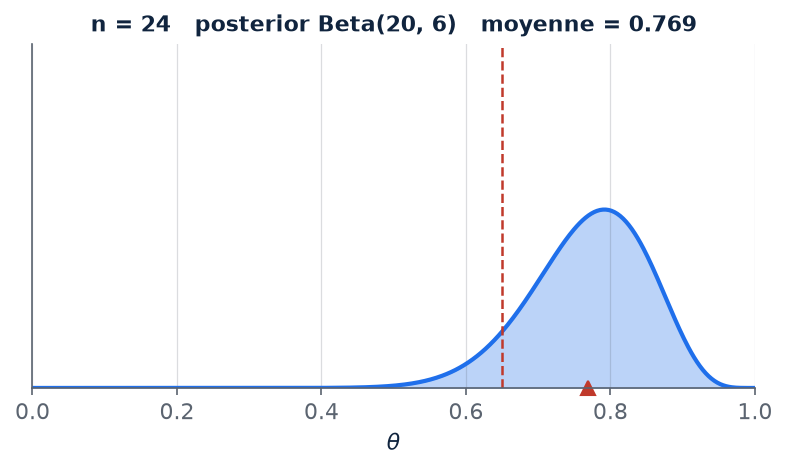 n = 24   posterior Beta(20, 6)   moyenne = 0.769
0.0 0.2 0.4 0.6 0.8 1.0
θ